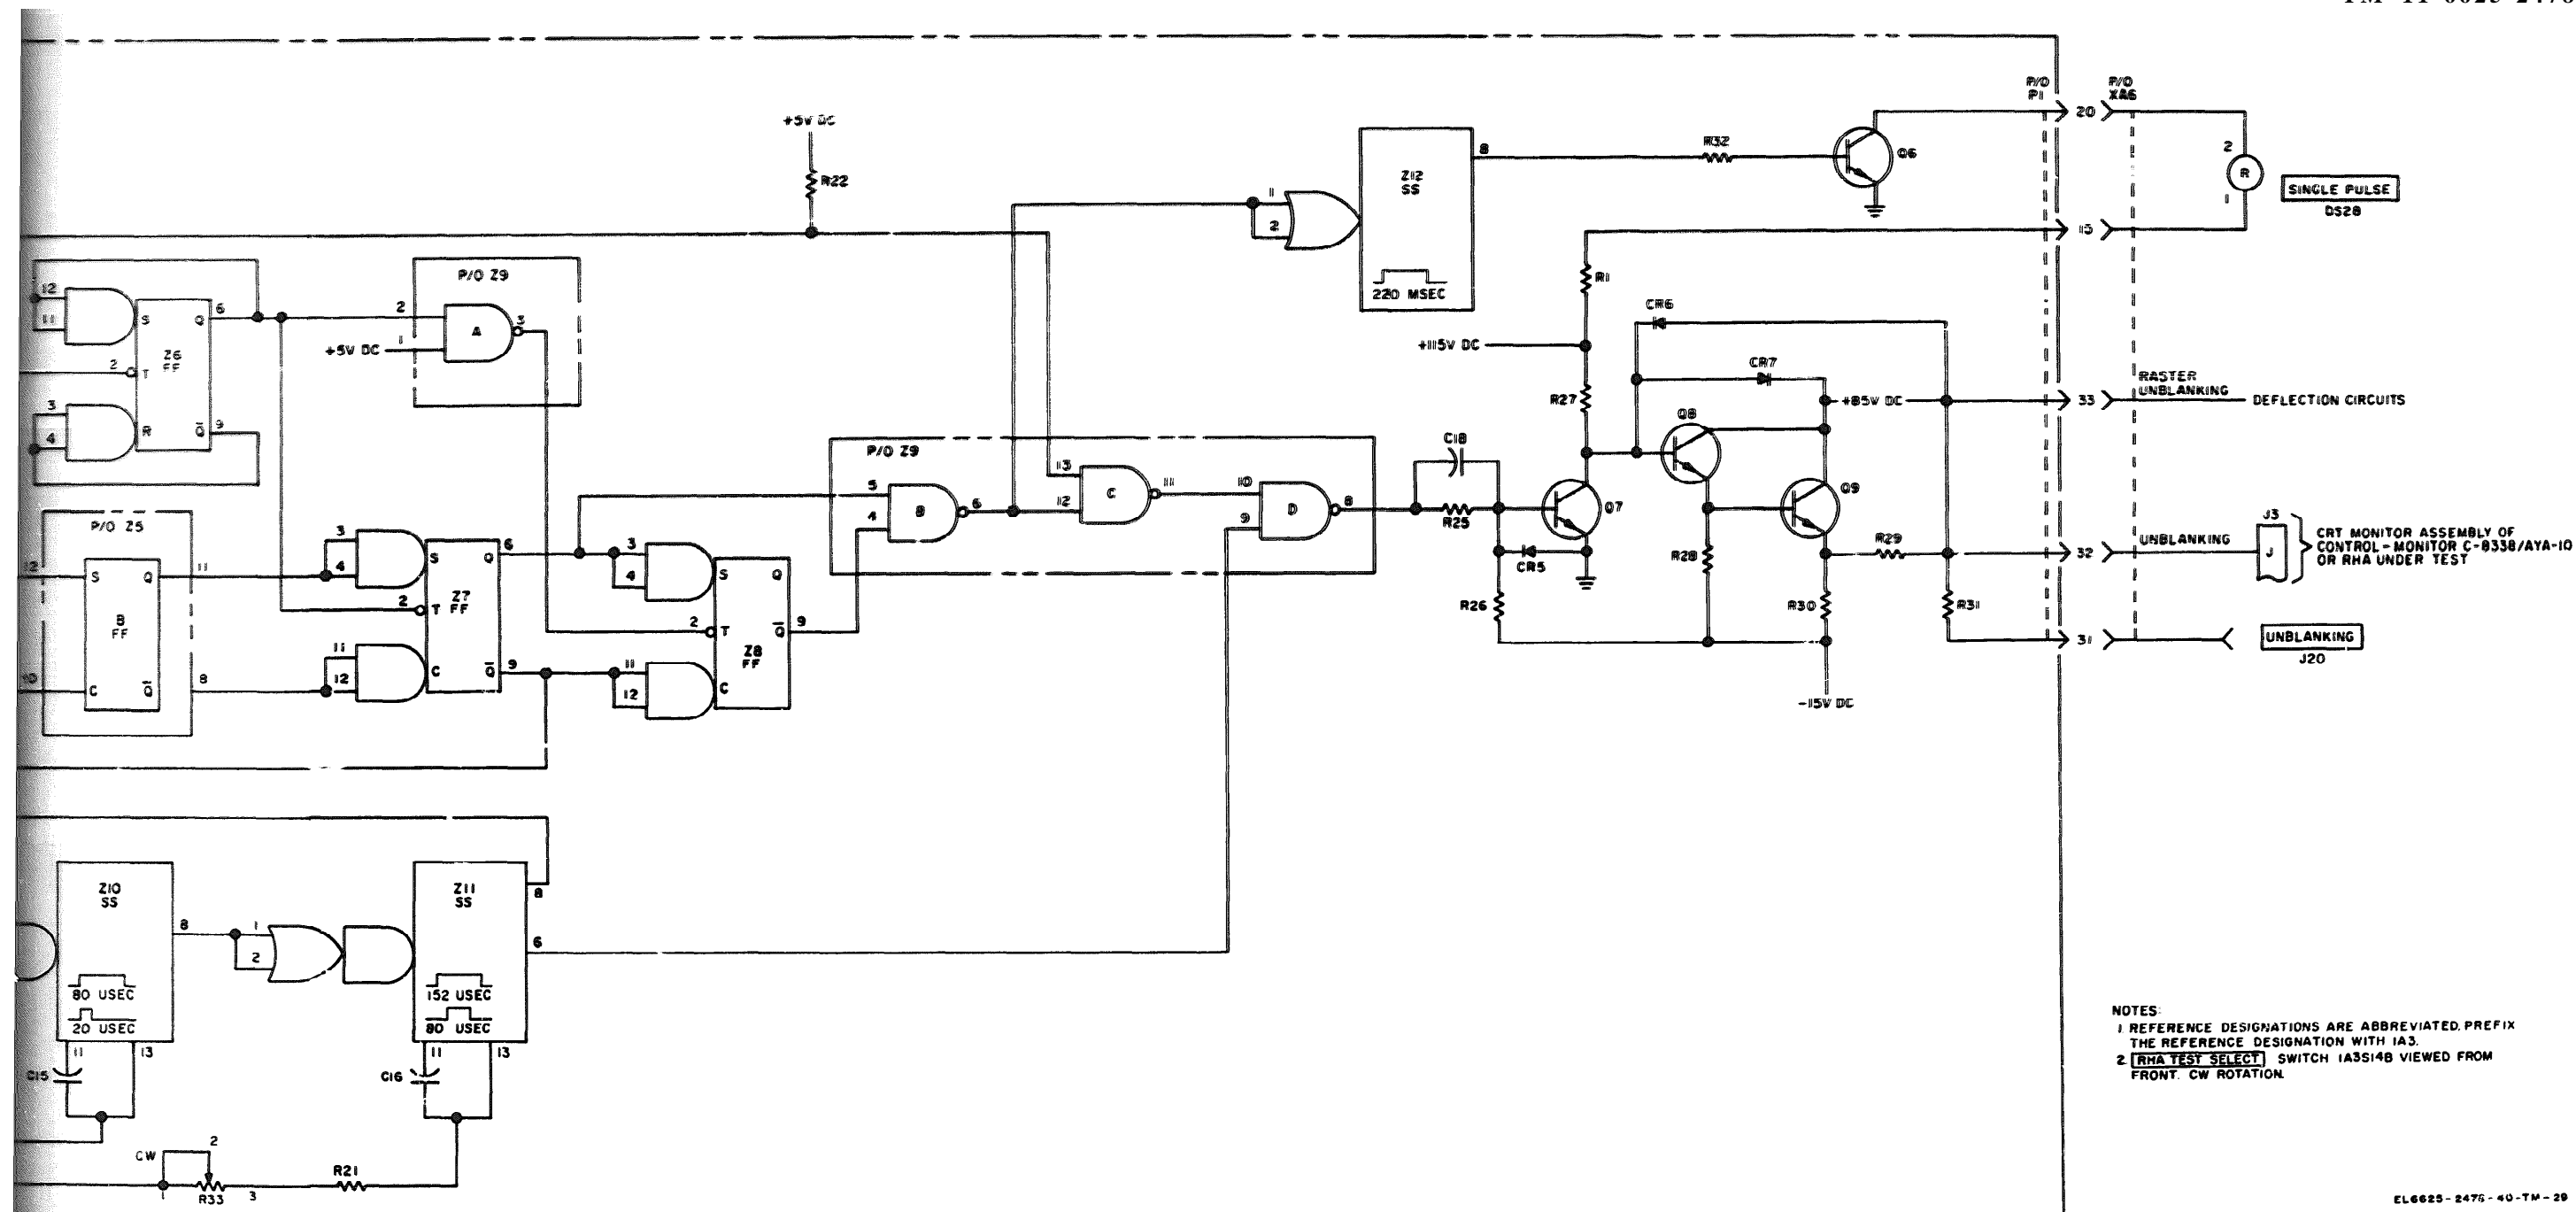 P/O P1
P/O XA6
20
+5V DC
R22
Z12 SS
8
R32
Q6
2
R
1
SINGLE PULSE
DS28
11
2
220 MSEC
15
R1
P/O Z9
12
11
S
Q
6
2
A
3
+5V DC
1
Z6 FF
2
T
3
4
R
Q̅
9
+115V DC
CR6
CR7
R27
+85V DC
33
RASTER UNBLANKING
DEFLECTION CIRCUITS
Q8
P/O Z9
C18
5
4
B
6
13
12
C
11
10
9
D
8
R25
Q7
Q9
CR5
R26
R28
R29
R30
R31
32
UNBLANKING
J3
J
CRT MONITOR ASSEMBLY OF
CONTROL-MONITOR C-8338/AYA-10
OR RHA UNDER TEST
31
UNBLANKING
J20
-15V DC
P/O Z5
12
S
Q
11
B
FF
10
C
Q̅
8
3
4
S
Q
6
2
T
Z7
FF
11
12
C
Q̅
9
3
4
S
Q
2
T
Q̅
9
Z8
FF
11
12
C
Z10
SS
8
1
2
80 USEC
20 USEC
11
13
C15
Z11
SS
8
6
152 USEC
80 USEC
11
13
C16
CW
2
1
R33
3
R21
NOTES:
1. REFERENCE DESIGNATIONS ARE ABBREVIATED. PREFIX
THE REFERENCE DESIGNATION WITH 1A3.
2. RHA TEST SELECT SWITCH 1A3S14B VIEWED FROM
FRONT. CW ROTATION.
EL6625-2476-40-TM-29